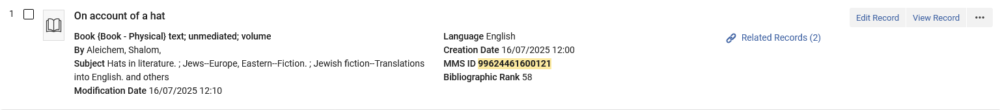 1
On account of a hat
Edit Record
View Record
Book {Book - Physical} text; unmediated; volume
By Aleichem, Shalom,
Subject Hats in literature. ; Jews--Europe, Eastern--Fiction. ; Jewish fiction--Translations
into English. and others
Modification Date 16/07/2025 12:10
Language English
Creation Date 16/07/2025 12:00
MMS ID 99624461600121
Bibliographic Rank 58
Related Records (2)